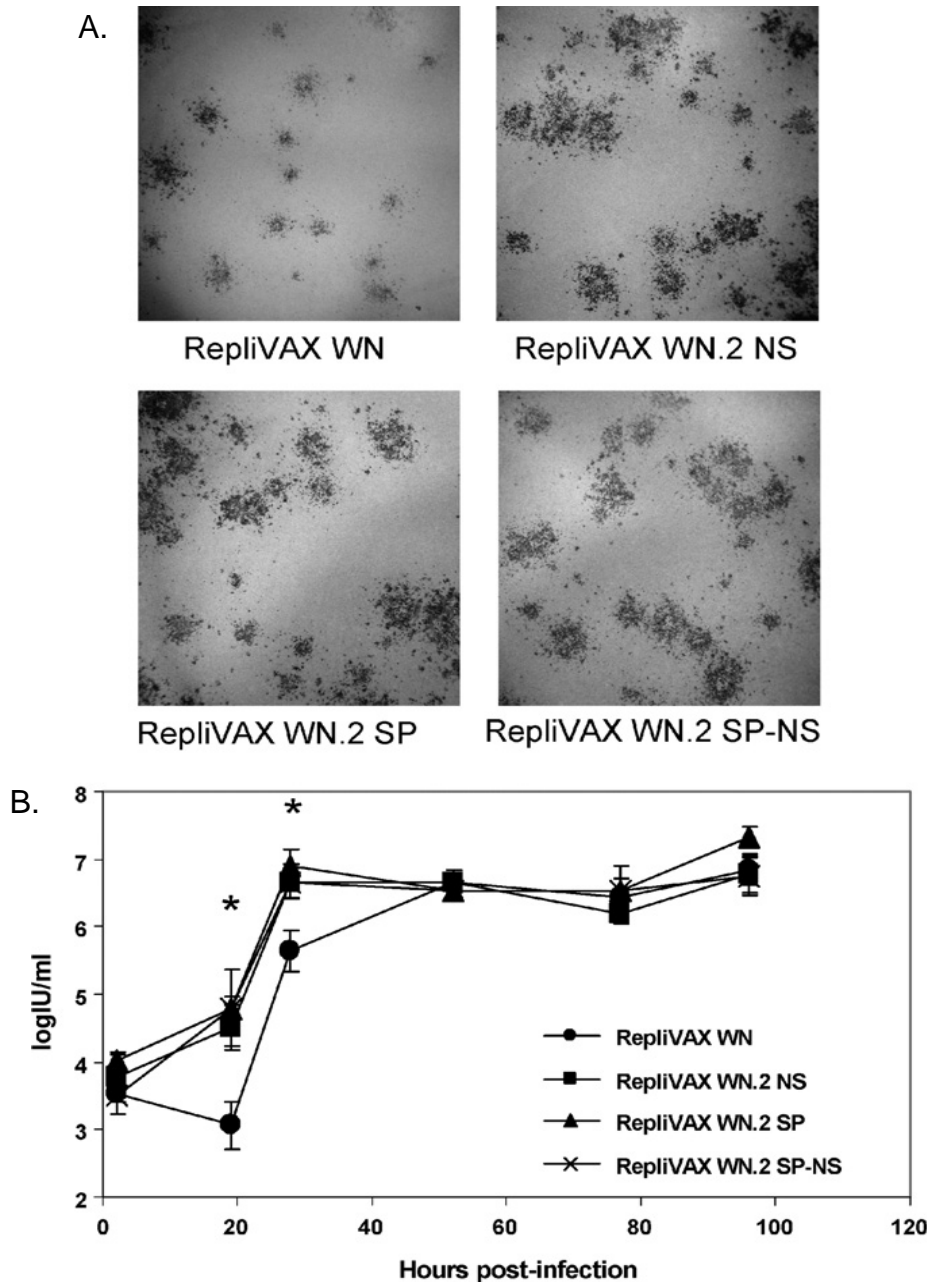 A.
RepliVAX WN
RepliVAX WN.2 NS
RepliVAX WN.2 SP
RepliVAX WN.2 SP-NS
B.
8
7
6
5
4
3
2
logIU/ml
*
*
RepliVAX WN
RepliVAX WN.2 NS
RepliVAX WN.2 SP
RepliVAX WN.2 SP-NS
0
20
40
60
80
100
120
Hours post-infection